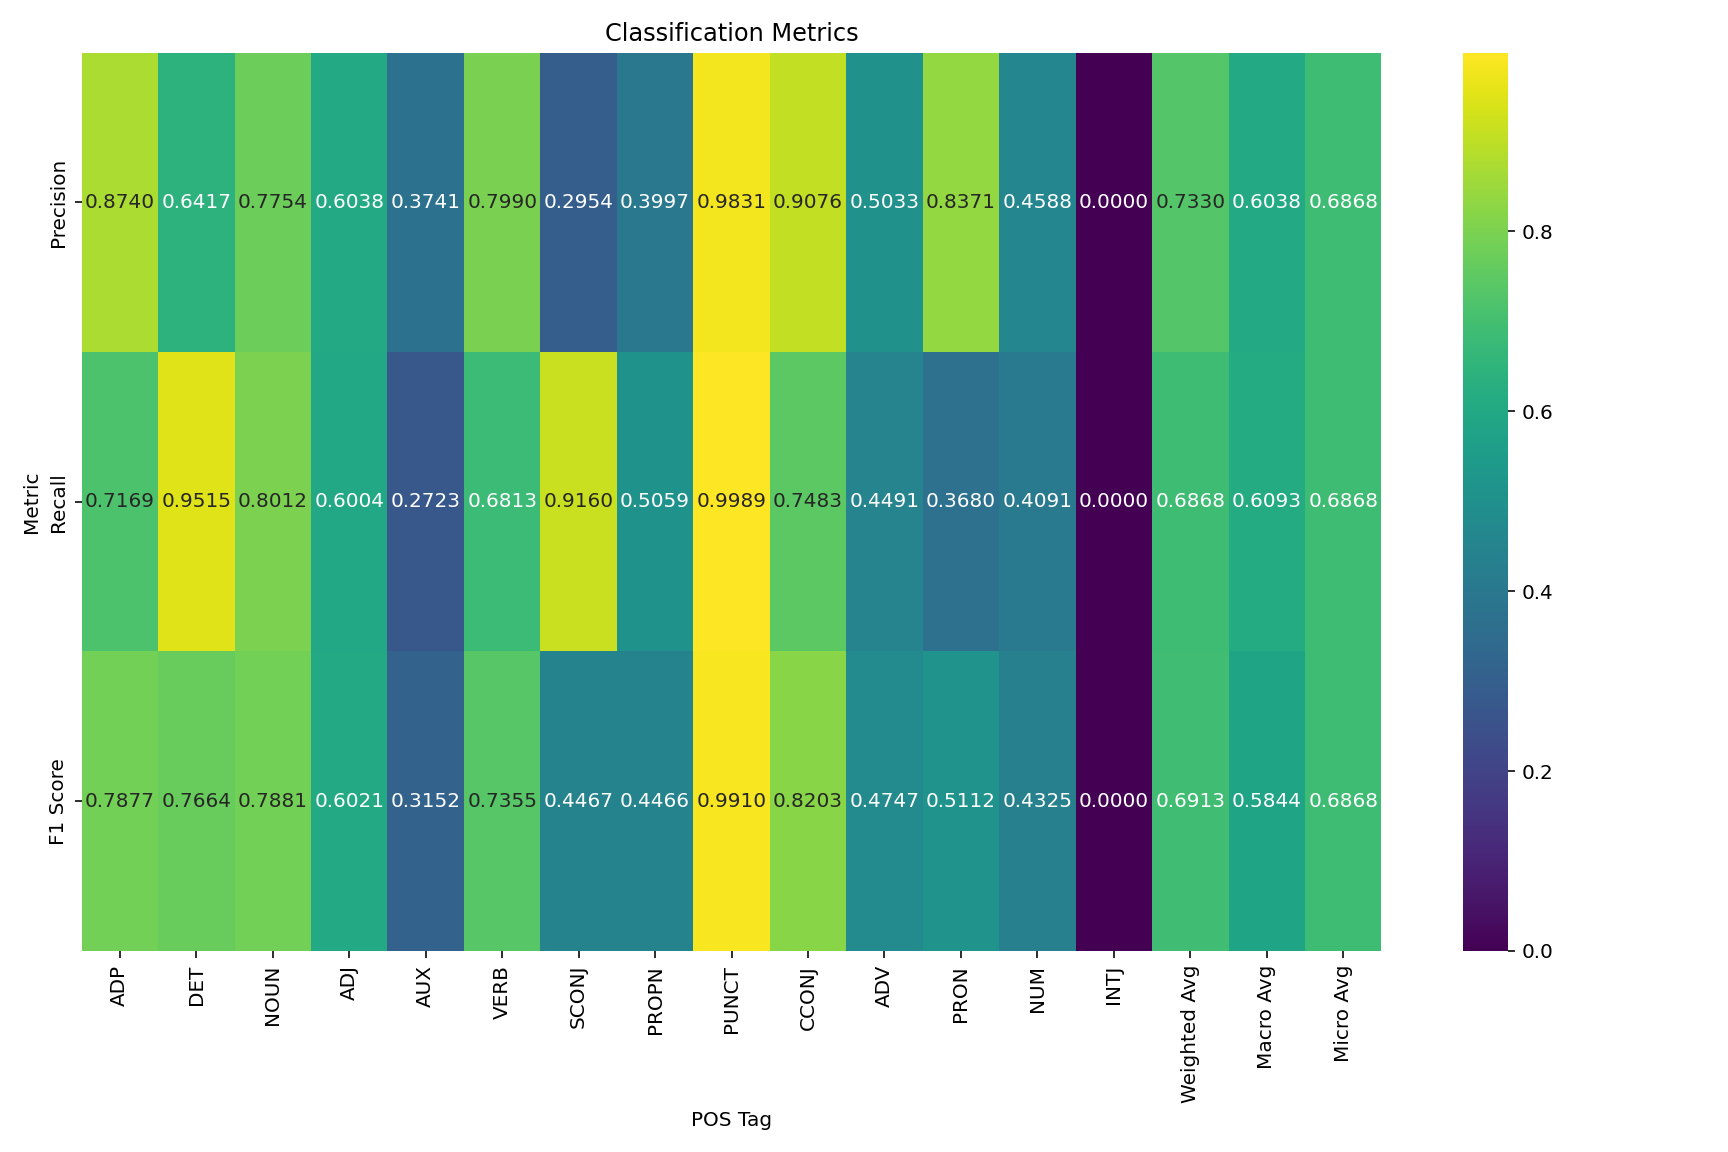 Classification Metrics
Precision
0.8740 0.6417 0.7754 0.6038 0.3741 0.7990 0.2954 0.3997 0.9831 0.9076 0.5033 0.8371 0.4588 0.0000 0.7330 0.6038 0.6868
Metric
Recall
0.7169 0.9515 0.8012 0.6004 0.2723 0.6813 0.9160 0.5059 0.9989 0.7483 0.4491 0.3680 0.4091 0.0000 0.6868 0.6093 0.6868
F1 Score
0.7877 0.7664 0.7881 0.6021 0.3152 0.7355 0.4467 0.4466 0.9910 0.8203 0.4747 0.5112 0.4325 0.0000 0.6913 0.5844 0.6868
ADP
DET
NOUN
ADJ
AUX
VERB
SCONJ
PROPN
PUNCT
CCONJ
ADV
PRON
NUM
INTJ
Weighted Avg
Macro Avg
Micro Avg
POS Tag
0.8
0.6
0.4
0.2
0.0